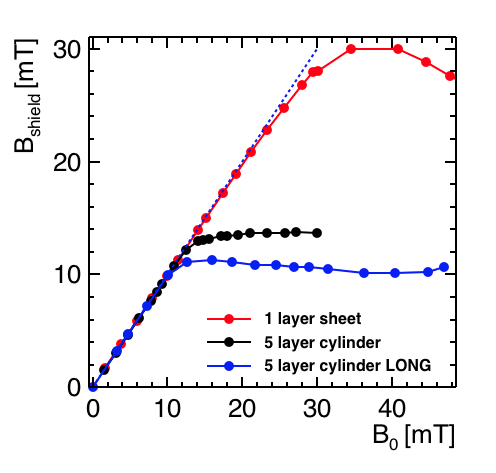 B_shield [mT]
30
20
10
0
1 layer sheet
5 layer cylinder
5 layer cylinder LONG
0 10 20 30 40
B_0 [mT]